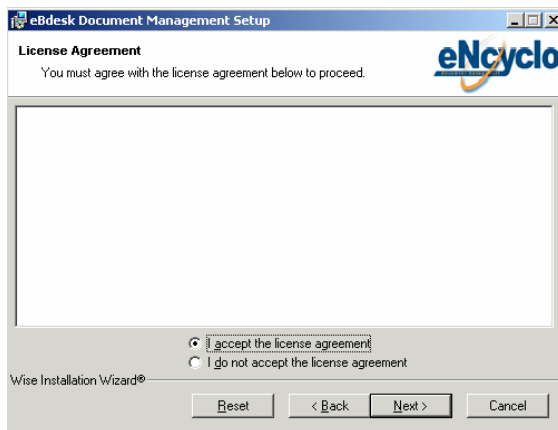 eBdesk Document Management Setup
License Agreement
You must agree with the license agreement below to proceed.
eNcyclo
I accept the license agreement
I do not accept the license agreement
Wise Installation Wizard®
Reset
< Back
Next >
Cancel